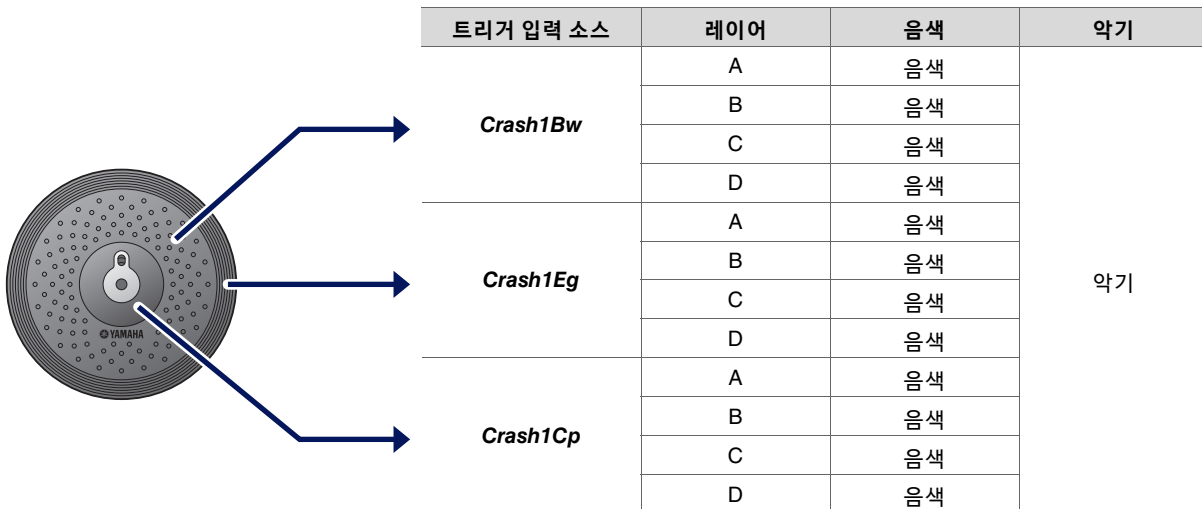 트리거 입력 소스 레이어 음색 악기
Crash1Bw
A 음색
B 음색
C 음색
D 음색
Crash1Eg
A 음색
B 음색
C 음색
D 음색
Crash1Cp
A 음색
B 음색
C 음색
D 음색
악기
YAMAHA